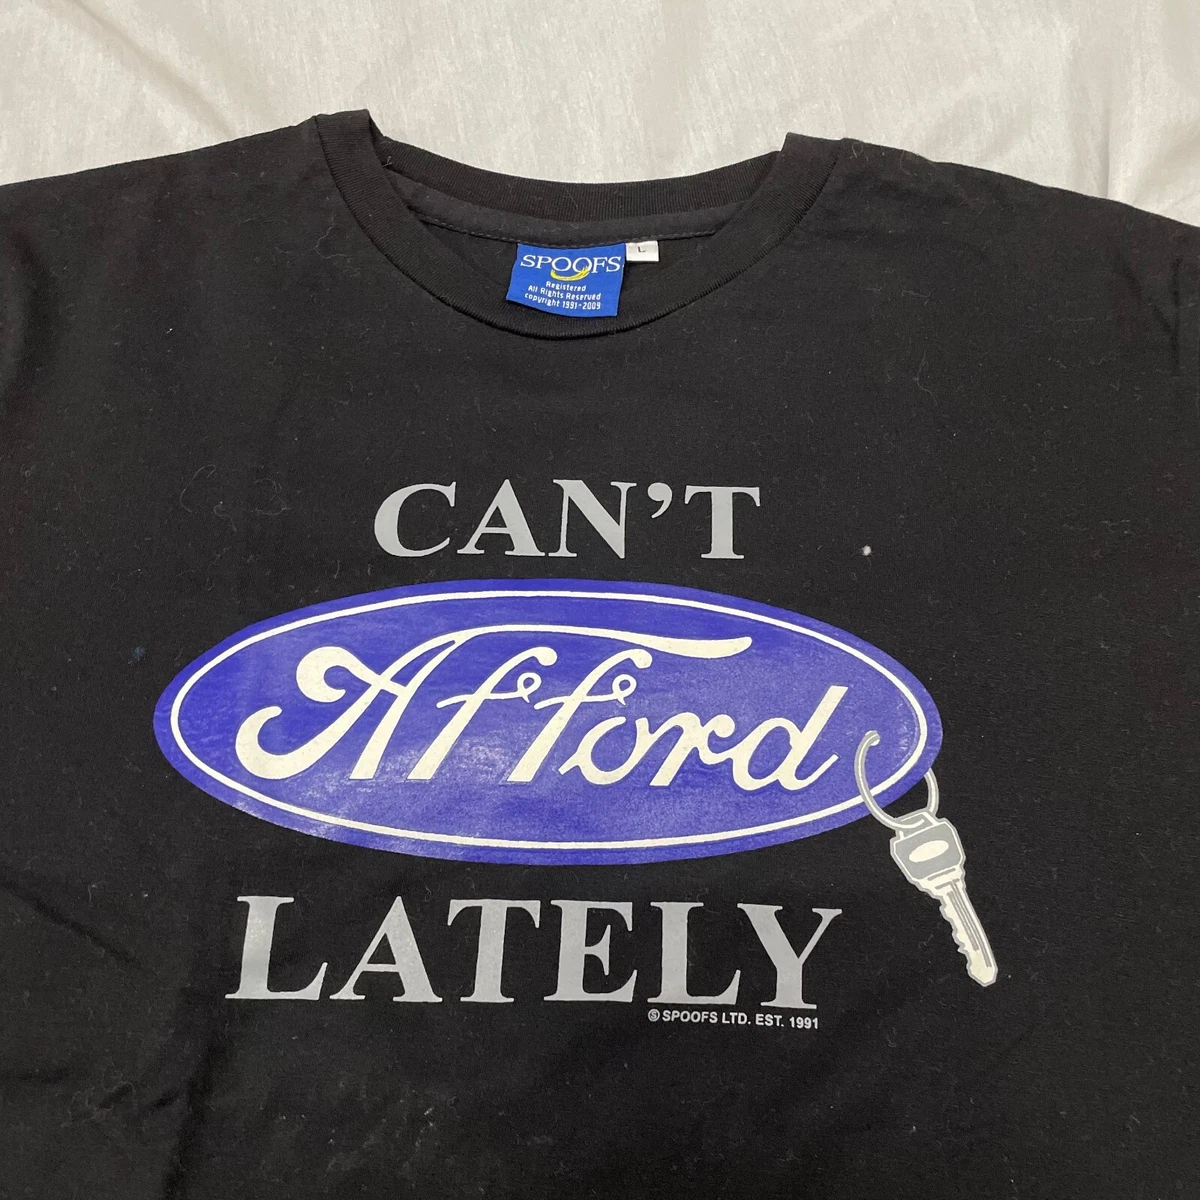 SPOOFS
L
Registered
All Rights Reserved
copyright 1991-2009
CAN'T
Afford
LATELY
Ⓢ SPOOFS LTD. EST. 1991